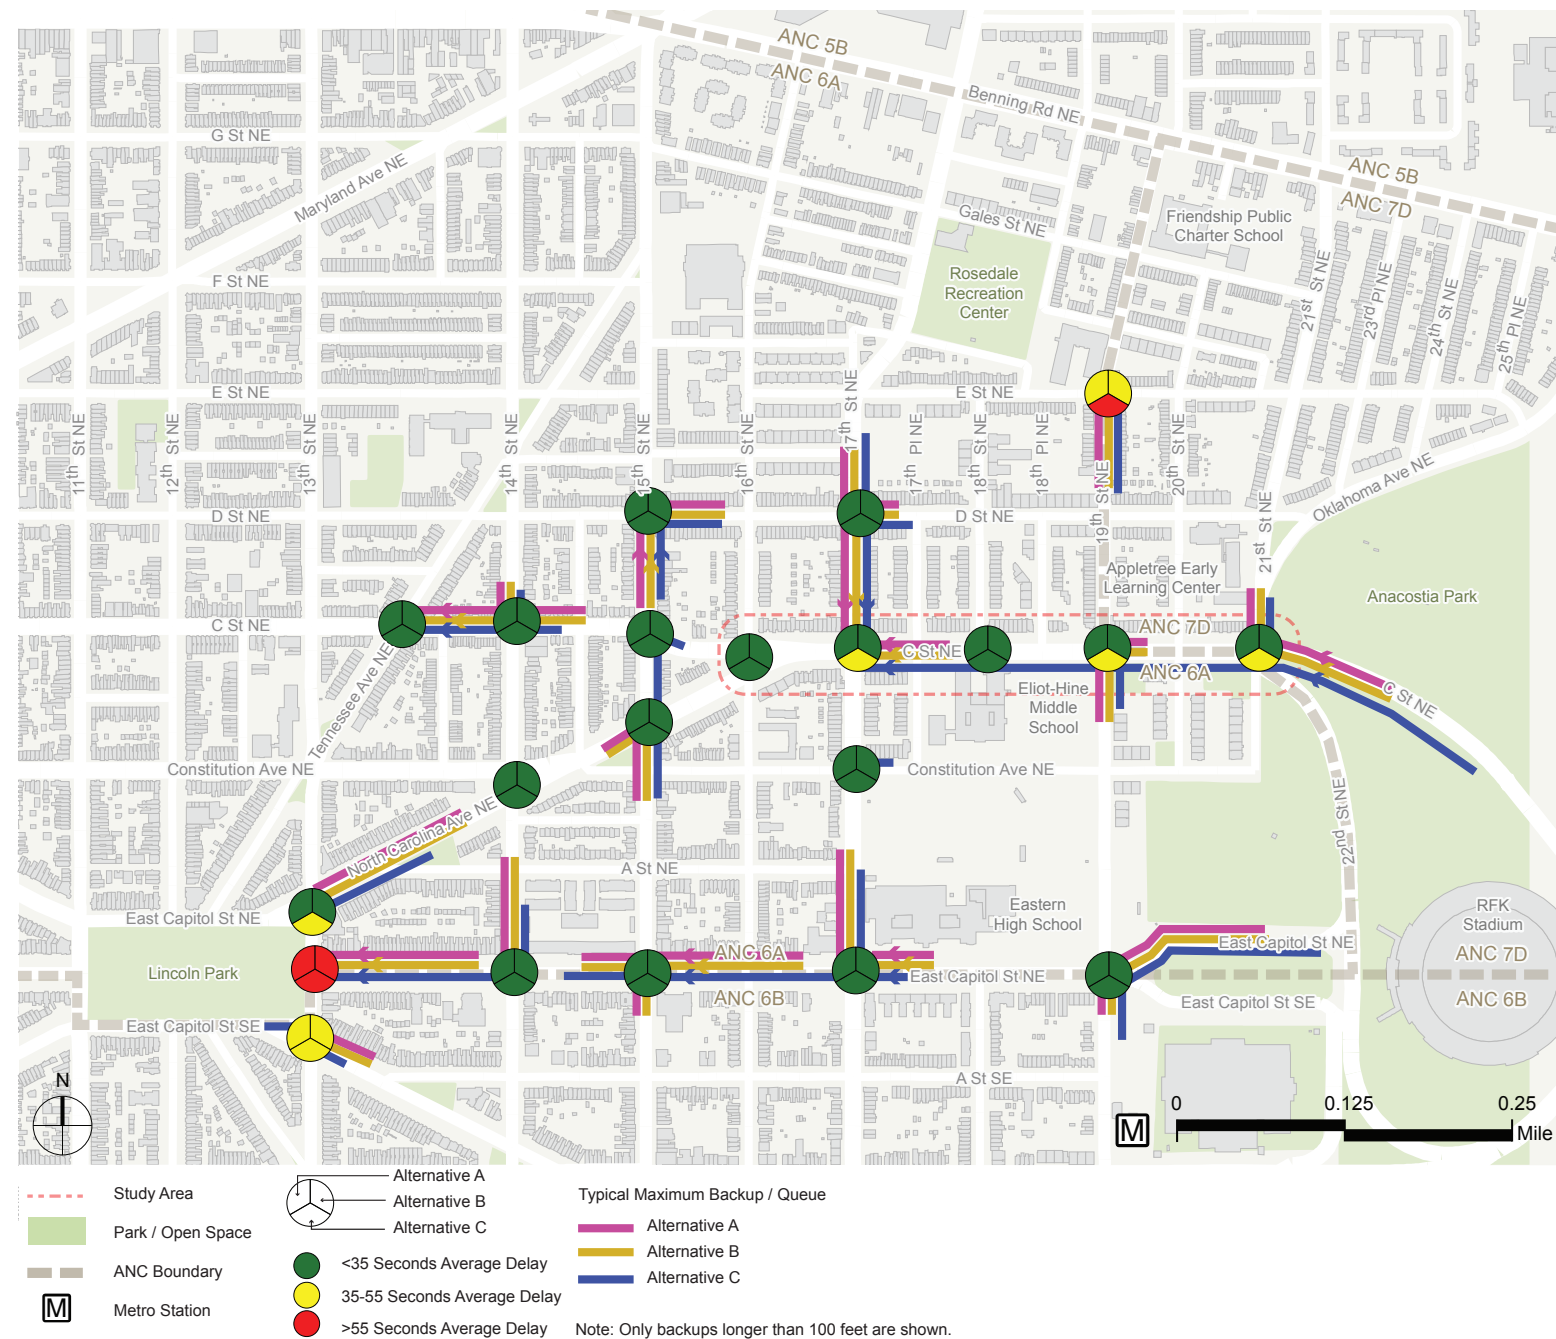 ANC 5B
ANC 6A
Benning Rd NE
G St NE
Maryland Ave NE
ANC 5B
ANC 7D
Gales St NE
Friendship Public
Charter School
F St NE
Rosedale
Recreation
Center
21st St NE
23rd Pl NE
24th St NE
25th Pl NE
E St NE
E St NE
11th St NE
12th St NE
13th St NE
14th St NE
15th St NE
16th St NE
17th St NE
17th Pl NE
18th St NE
18th Pl NE
19th St NE
20th St NE
21st St NE
Oklahoma Ave NE
D St NE
D St NE
Appletree Early
Learning Center
Anacostia Park
C St NE
ANC 7D
C St NE
ANC 6A
C St NE
Eliot-Hine
Middle
School
Tennessee Ave NE
Constitution Ave NE
Constitution Ave NE
North Carolina Ave NE
22nd St NE
A St NE
East Capitol St NE
Eastern
High School
RFK
Stadium
East Capitol St NE
ANC 6A
ANC 7D
Lincoln Park
East Capitol St NE
ANC 6B
ANC 6B
East Capitol St SE
East Capitol St SE
A St SE
N
M
0
0.125
0.25
Mile
Study Area
Park / Open Space
ANC Boundary
M
Metro Station
Alternative A
Alternative B
Alternative C
<35 Seconds Average Delay
35-55 Seconds Average Delay
>55 Seconds Average Delay
Typical Maximum Backup / Queue
Alternative A
Alternative B
Alternative C
Note: Only backups longer than 100 feet are shown.